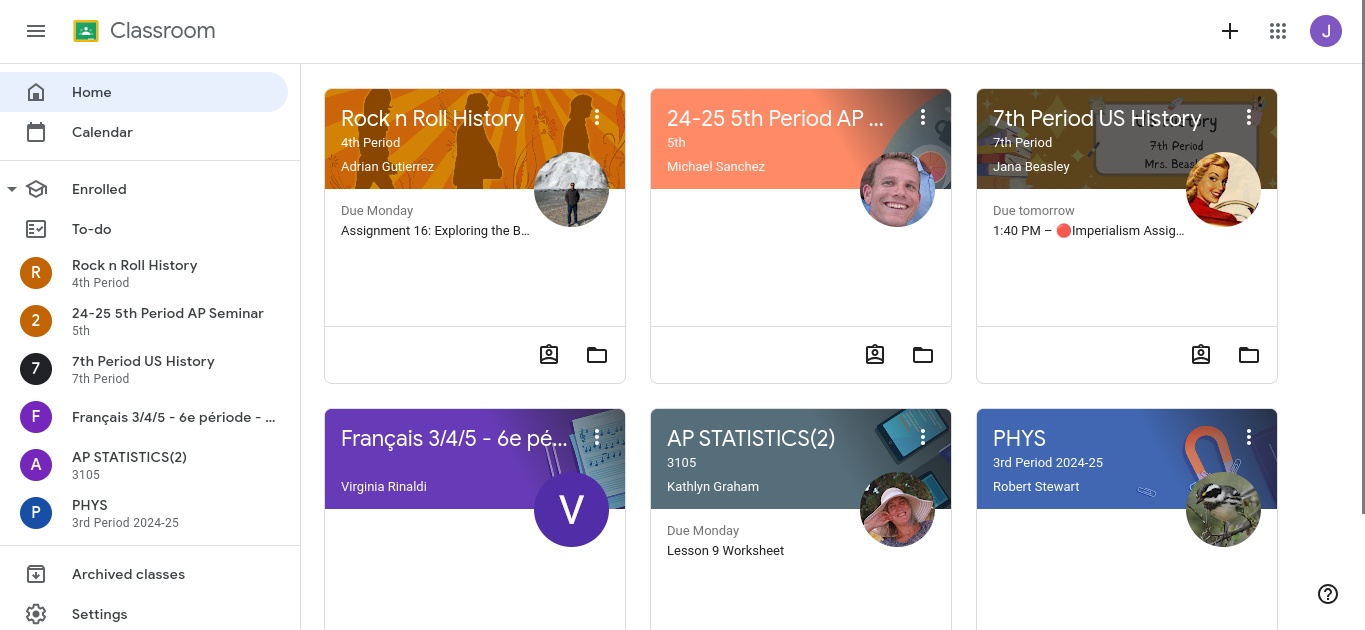 Classroom
J
Home
Calendar
Enrolled
To-do
R
Rock n Roll History
4th Period
2
24-25 5th Period AP Seminar
5th
7
7th Period US History
7th Period
F
Français 3/4/5 - 6e période - ...
A
AP STATISTICS(2)
3105
P
PHYS
3rd Period 2024-25
Archived classes
Settings
Rock n Roll History
4th Period
Adrian Gutierrez
Due Monday
Assignment 16: Exploring the B...
24-25 5th Period AP ...
5th
Michael Sanchez
7th Period US History
7th Period
Jana Beasley
7th Period
Due tomorrow
1:40 PM – 🔴Imperialism Assig...
Français 3/4/5 - 6e pé...
Virginia Rinaldi
V
AP STATISTICS(2)
3105
Kathlyn Graham
Due Monday
Lesson 9 Worksheet
PHYS
3rd Period 2024-25
Robert Stewart